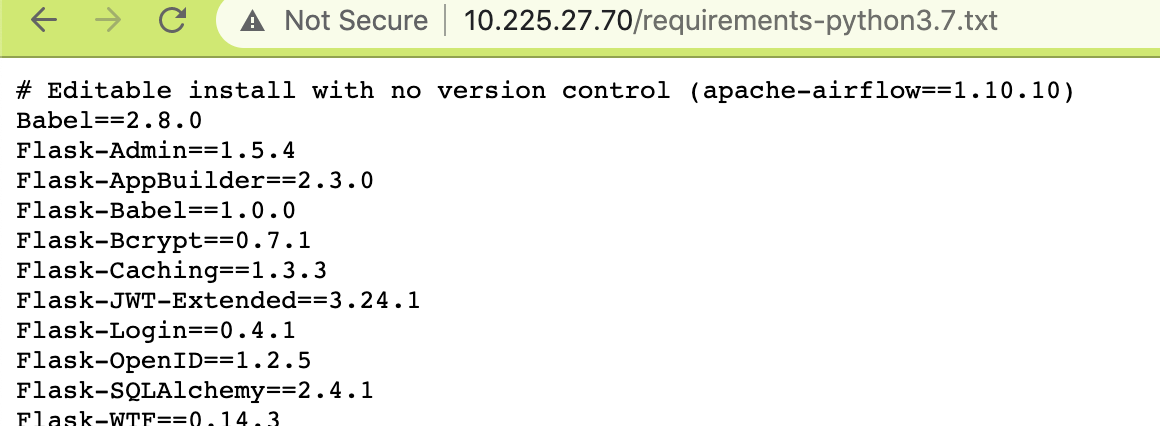 Not Secure | 10.225.27.70/requirements-python3.7.txt
# Editable install with no version control (apache-airflow==1.10.10)
Babel==2.8.0
Flask-Admin==1.5.4
Flask-AppBuilder==2.3.0
Flask-Babel==1.0.0
Flask-Bcrypt==0.7.1
Flask-Caching==1.3.3
Flask-JWT-Extended==3.24.1
Flask-Login==0.4.1
Flask-OpenID==1.2.5
Flask-SQLAlchemy==2.4.1
Flask-WTF==0.14.3